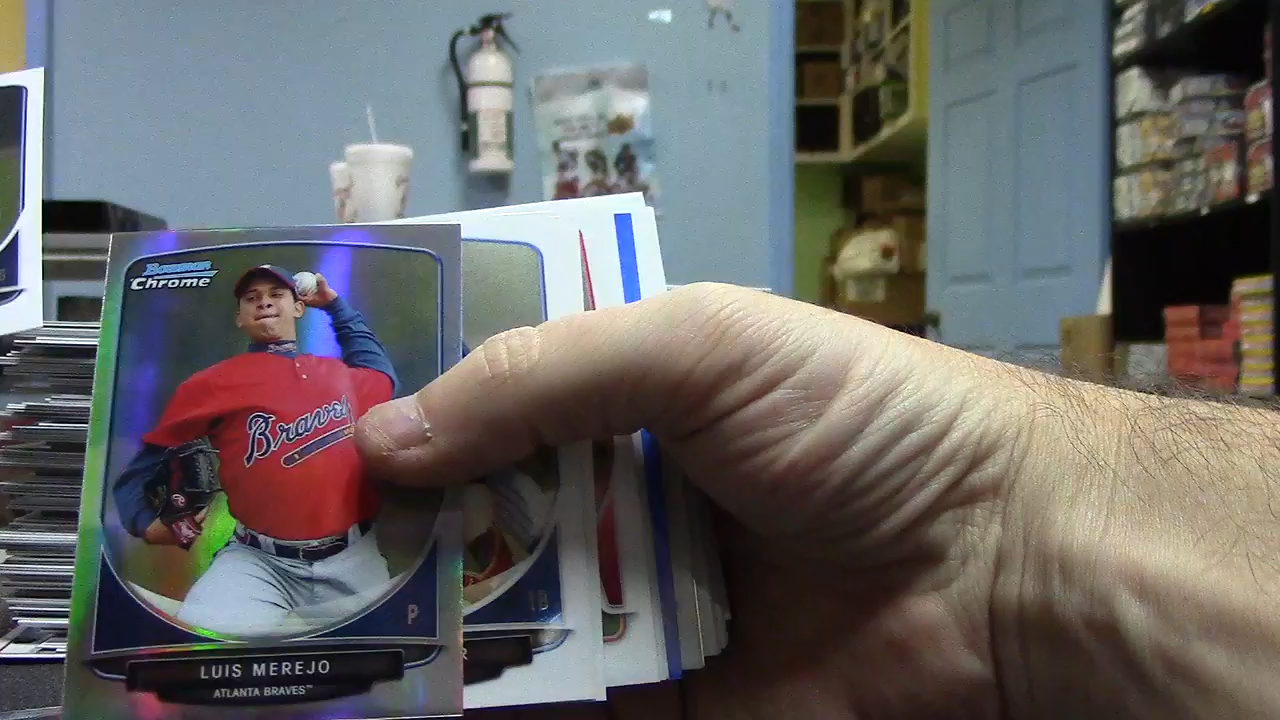 Bowman
Chrome
Braves
P
LUIS MEREJO
ATLANTA BRAVES™
R